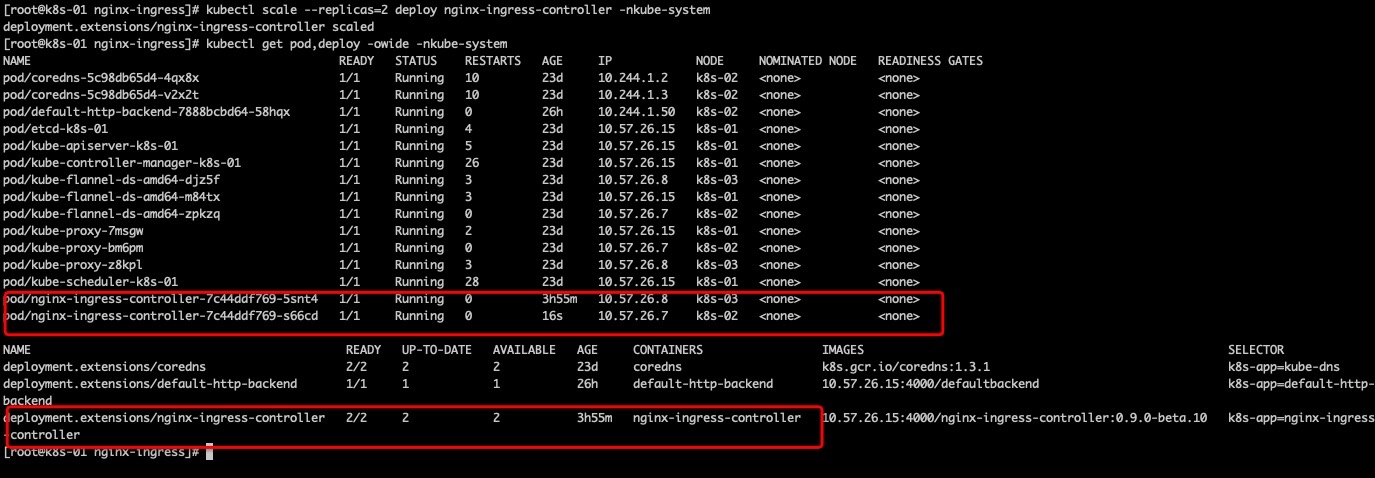 [root@k8s-01 nginx-ingress]# kubectl scale --replicas=2 deploy nginx-ingress-controller -nkube-system
deployment.extensions/nginx-ingress-controller scaled
[root@k8s-01 nginx-ingress]# kubectl get pod,deploy -owide -nkube-system
NAME READY STATUS RESTARTS AGE IP NODE NOMINATED NODE READINESS GATES
pod/coredns-5c98db65d4-4qx8x 1/1 Running 10 23d 10.244.1.2 k8s-02 <none> <none>
pod/coredns-5c98db65d4-v2x2t 1/1 Running 10 23d 10.244.1.3 k8s-02 <none> <none>
pod/default-http-backend-7888bcbd64-58hqx 1/1 Running 0 26h 10.244.1.50 k8s-02 <none> <none>
pod/etcd-k8s-01 1/1 Running 4 23d 10.57.26.15 k8s-01 <none> <none>
pod/kube-apiserver-k8s-01 1/1 Running 5 23d 10.57.26.15 k8s-01 <none> <none>
pod/kube-controller-manager-k8s-01 1/1 Running 26 23d 10.57.26.15 k8s-01 <none> <none>
pod/kube-flannel-ds-amd64-djz5f 1/1 Running 3 23d 10.57.26.8 k8s-03 <none> <none>
pod/kube-flannel-ds-amd64-m84tx 1/1 Running 3 23d 10.57.26.15 k8s-01 <none> <none>
pod/kube-flannel-ds-amd64-zpkzq 1/1 Running 0 23d 10.57.26.7 k8s-02 <none> <none>
pod/kube-proxy-7msgw 1/1 Running 2 23d 10.57.26.15 k8s-01 <none> <none>
pod/kube-proxy-bm6pm 1/1 Running 0 23d 10.57.26.7 k8s-02 <none> <none>
pod/kube-proxy-z8kpl 1/1 Running 3 23d 10.57.26.8 k8s-03 <none> <none>
pod/kube-scheduler-k8s-01 1/1 Running 28 23d 10.57.26.15 k8s-01 <none> <none>
pod/nginx-ingress-controller-7c44ddf769-5snt4 1/1 Running 0 3h55m 10.57.26.8 k8s-03 <none> <none>
pod/nginx-ingress-controller-7c44ddf769-s66cd 1/1 Running 0 16s 10.57.26.7 k8s-02 <none> <none>
NAME READY UP-TO-DATE AVAILABLE AGE CONTAINERS IMAGES SELECTOR
deployment.extensions/coredns 2/2 2 2 23d coredns k8s.gcr.io/coredns:1.3.1 k8s-app=kube-dns
deployment.extensions/default-http-backend 1/1 1 1 26h default-http-backend 10.57.26.15:4000/defaultbackend k8s-app=default-http-
backend
deployment.extensions/nginx-ingress-controller 2/2 2 2 3h55m nginx-ingress-controller 10.57.26.15:4000/nginx-ingress-controller:0.9.0-beta.10 k8s-app=nginx-ingress
-controller
[root@k8s-01 nginx-ingress]#